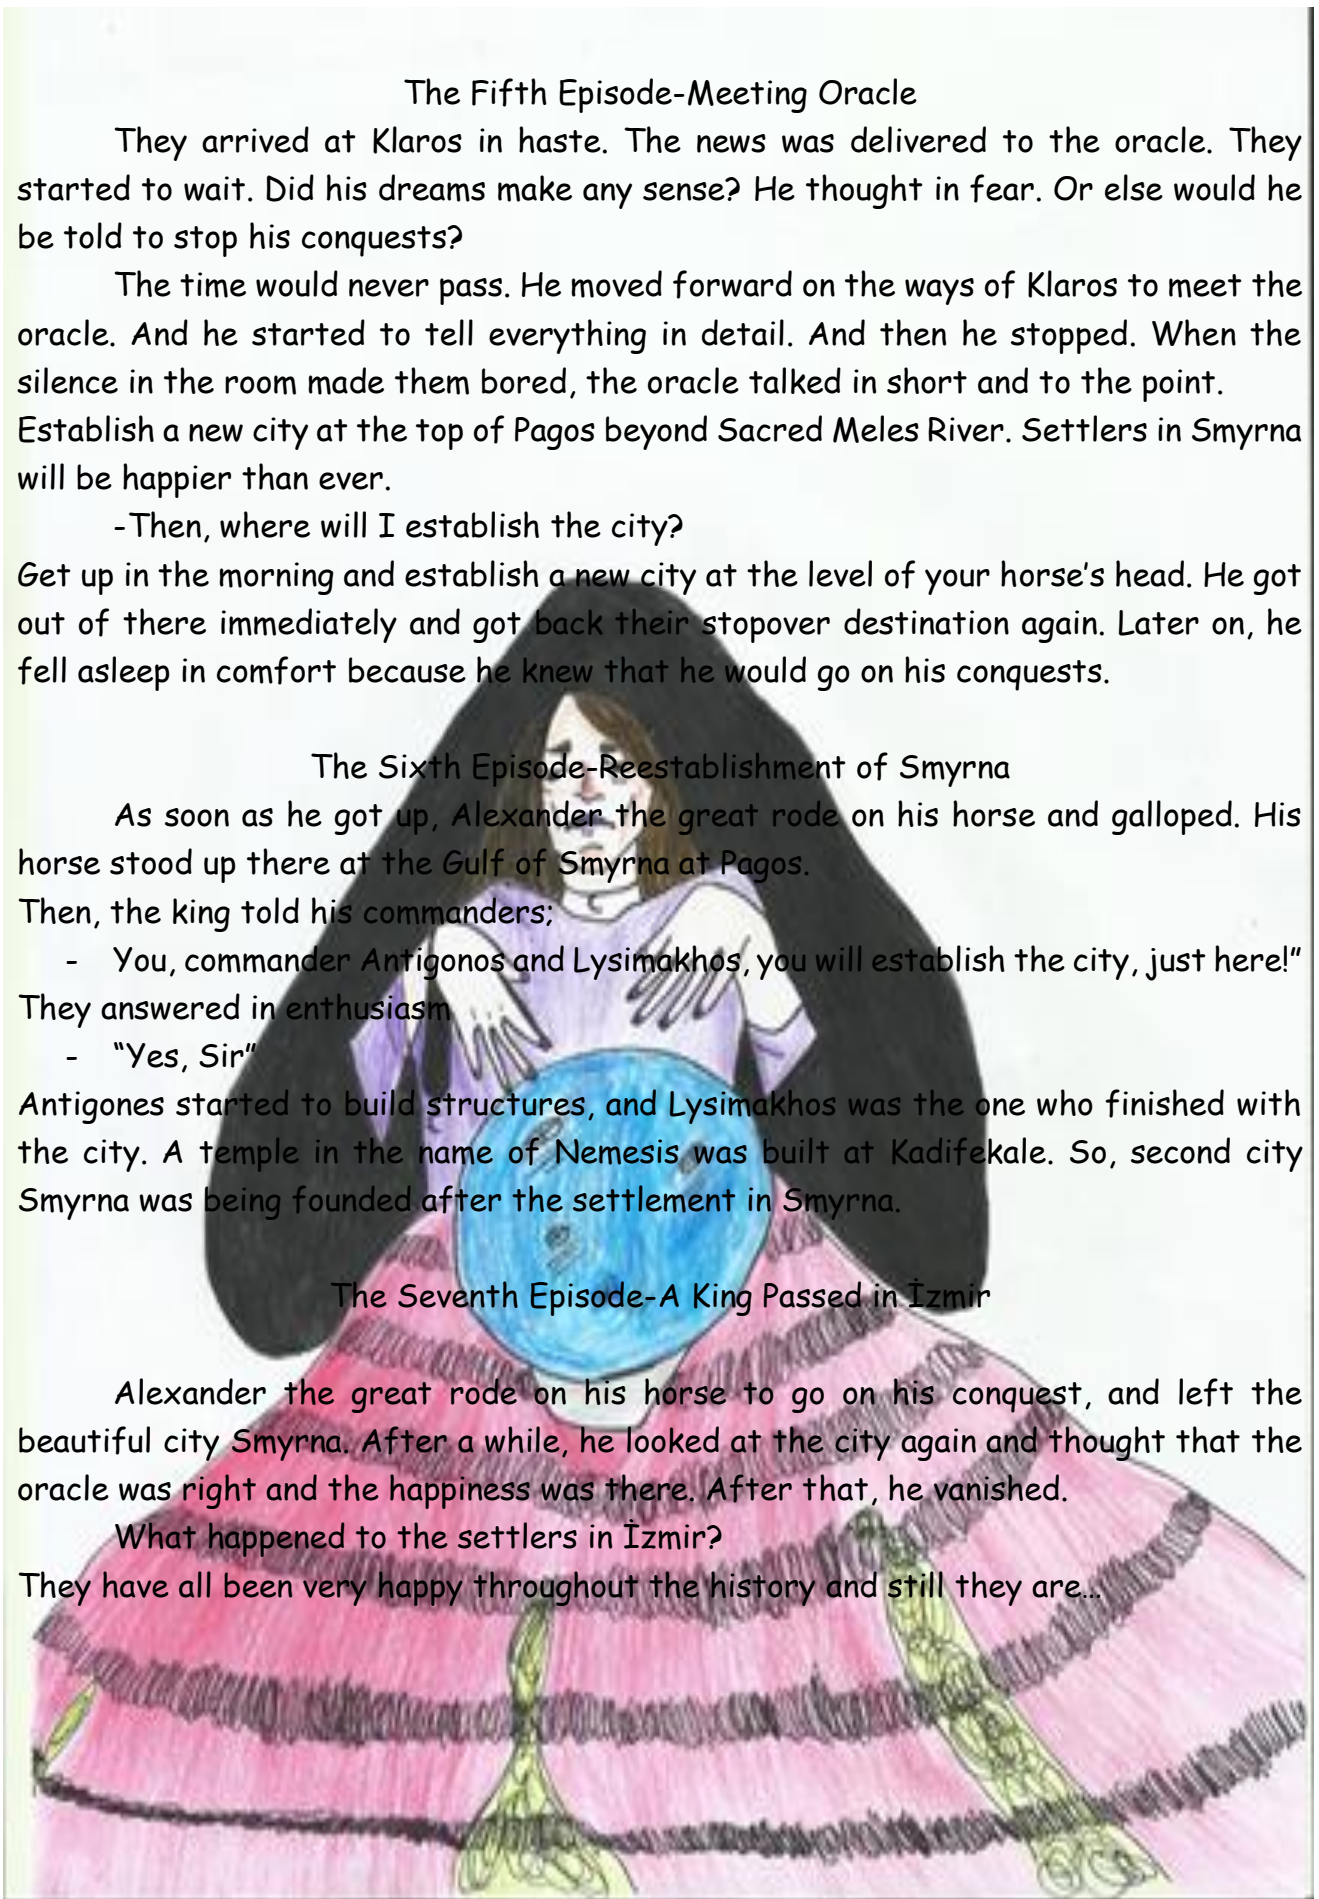 The Fifth Episode-Meeting Oracle
They arrived at Klaros in haste. The news was delivered to the oracle. They
started to wait. Did his dreams make any sense? He thought in fear. Or else would he
be told to stop his conquests?
The time would never pass. He moved forward on the ways of Klaros to meet the
oracle. And he started to tell everything in detail. And then he stopped. When the
silence in the room made them bored, the oracle talked in short and to the point.
Establish a new city at the top of Pagos beyond Sacred Meles River. Settlers in Smyrna
will be happier than ever.
-Then, where will I establish the city?
Get up in the morning and establish a new city at the level of your horse's head. He got
out of there immediately and got back their stopover destination again. Later on, he
fell asleep in comfort because he knew that he would go on his conquests.
The Sixth Episode-Reestablishment of Smyrna
As soon as he got up, Alexander the great rode on his horse and galloped. His
horse stood up there at the Gulf of Smyrna at Pagos.
Then, the king told his commanders;
- You, commander Antigonos and Lysimakhos, you will establish the city, just here!"
They answered in enthusiasm
- "Yes, Sir"
Antigones started to build structures, and Lysimakhos was the one who finished with
the city. A temple in the name of Nemesis was built at Kadifekale. So, second city
Smyrna was being founded after the settlement in Smyrna.
The Seventh Episode-A King Passed in İzmir
Alexander the great rode on his horse to go on his conquest, and left the
beautiful city Smyrna. After a while, he looked at the city again and thought that the
oracle was right and the happiness was there. After that, he vanished.
What happened to the settlers in İzmir?
They have all been very happy throughout the history and still they are...